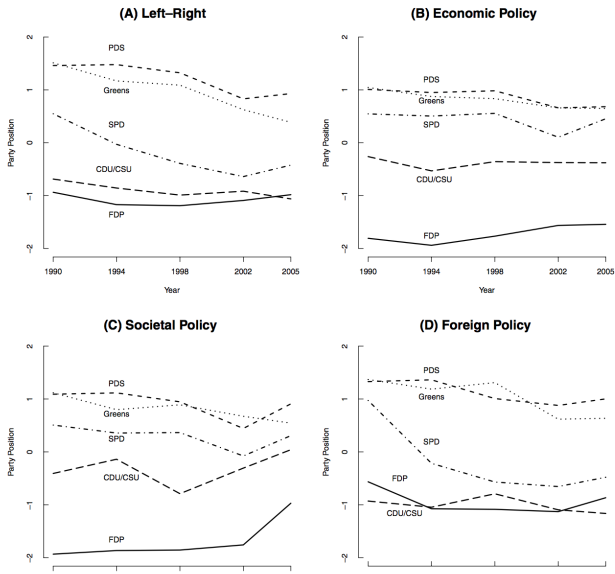 (A) Left–Right
Party Position
2
1
0
−1
−2
PDS
Greens
SPD
CDU/CSU
FDP
1990 1994 1998 2002 2005
Year
(B) Economic Policy
Party Position
2
1
0
−1
−2
PDS
Greens
SPD
CDU/CSU
FDP
1990 1994 1998 2002 2005
Year
(C) Societal Policy
Party Position
2
1
0
−1
−2
PDS
Greens
SPD
CDU/CSU
FDP
(D) Foreign Policy
Party Position
2
1
0
−1
−2
PDS
Greens
SPD
FDP
CDU/CSU